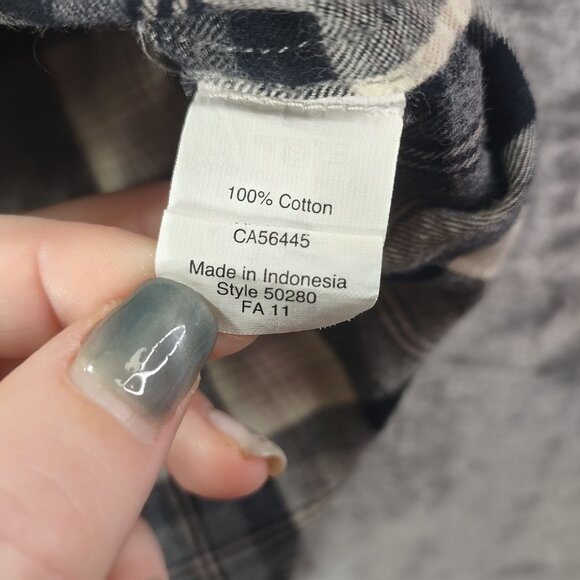 100% Cotton
CA56445
Made in Indonesia
Style 50280
FA 11